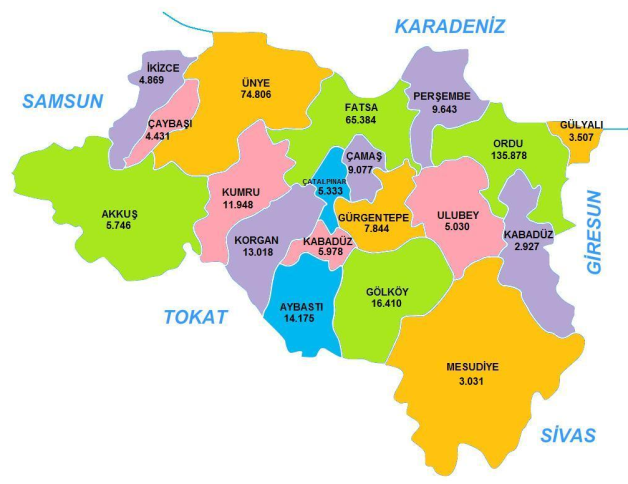 KARADENİZ
İKİZCE
4.869
ÜNYE
74.806
SAMSUN
PERŞEMBE
9.643
FATSA
65.384
ÇAYBAŞI
4.431
GÜLYALI
3.507
ORDU
135.878
ÇAMAŞ
9.077
ÇATALPINAR
5.333
KUMRU
11.948
AKKUŞ
5.746
GÜRGENTEPE
7.844
ULUBEY
5.030
KABADÜZ
2.927
GİRESUN
KORGAN
13.018
KABADÜZ
5.978
TOKAT
AYBASTI
14.175
GÖLKÖY
16.410
MESUDİYE
3.031
SİVAS